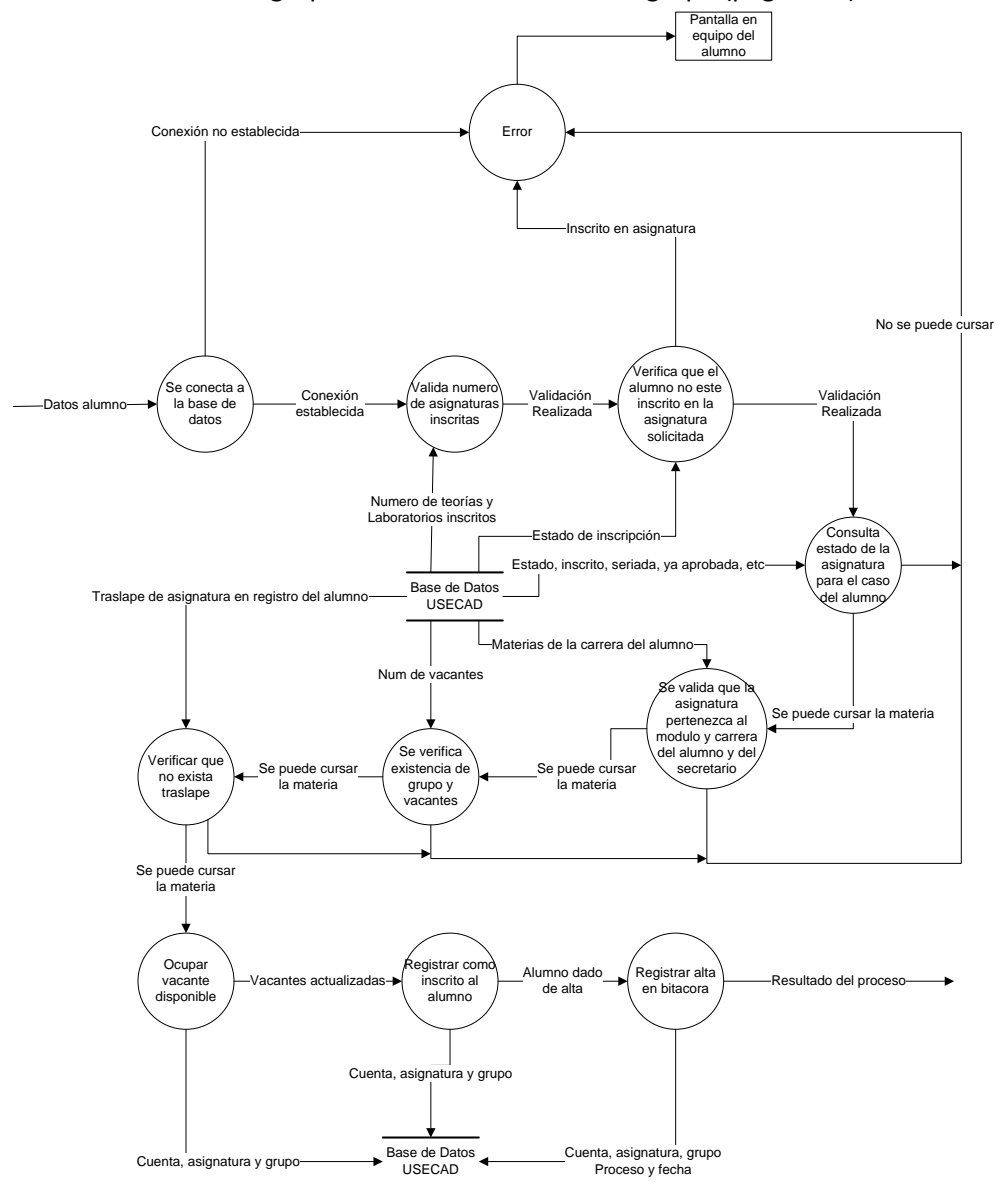 Pantalla en
equipo del
alumno
Error
Conexión no establecida
Inscrito en asignatura
No se puede cursar
Datos alumno
Se conecta a
la base de
datos
Conexión
establecida
Valida numero
de asignaturas
inscritas
Validación
Realizada
Verifica que el
alumno no este
inscrito en la
asignatura
solicitada
Validación
Realizada
Numero de teorías y
Laboratorios inscritos
Estado de inscripción
Estado, inscrito, seriada, ya aprobada, etc
Consulta
estado de la
asignatura
para el caso
del alumno
Base de Datos
USECAD
Traslape de asignatura en registro del alumno
Materias de la carrera del alumno
Num de vacantes
Se valida que la
asignatura
pertenezca al
modulo y carrera
del alumno y del
secretario
Se puede cursar la materia
Se puede cursar
la materia
Se verifica
existencia de
grupo y
vacantes
Se puede cursar
la materia
Verificar que
no exista
traslape
Se puede cursar
la materia
Ocupar
vacante
disponible
Vacantes actualizadas
Registrar como
inscrito al
alumno
Alumno dado
de alta
Registrar alta
en bitacora
Resultado del proceso
Cuenta, asignatura y grupo
Cuenta, asignatura y grupo
Base de Datos
USECAD
Cuenta, asignatura, grupo
Proceso y fecha